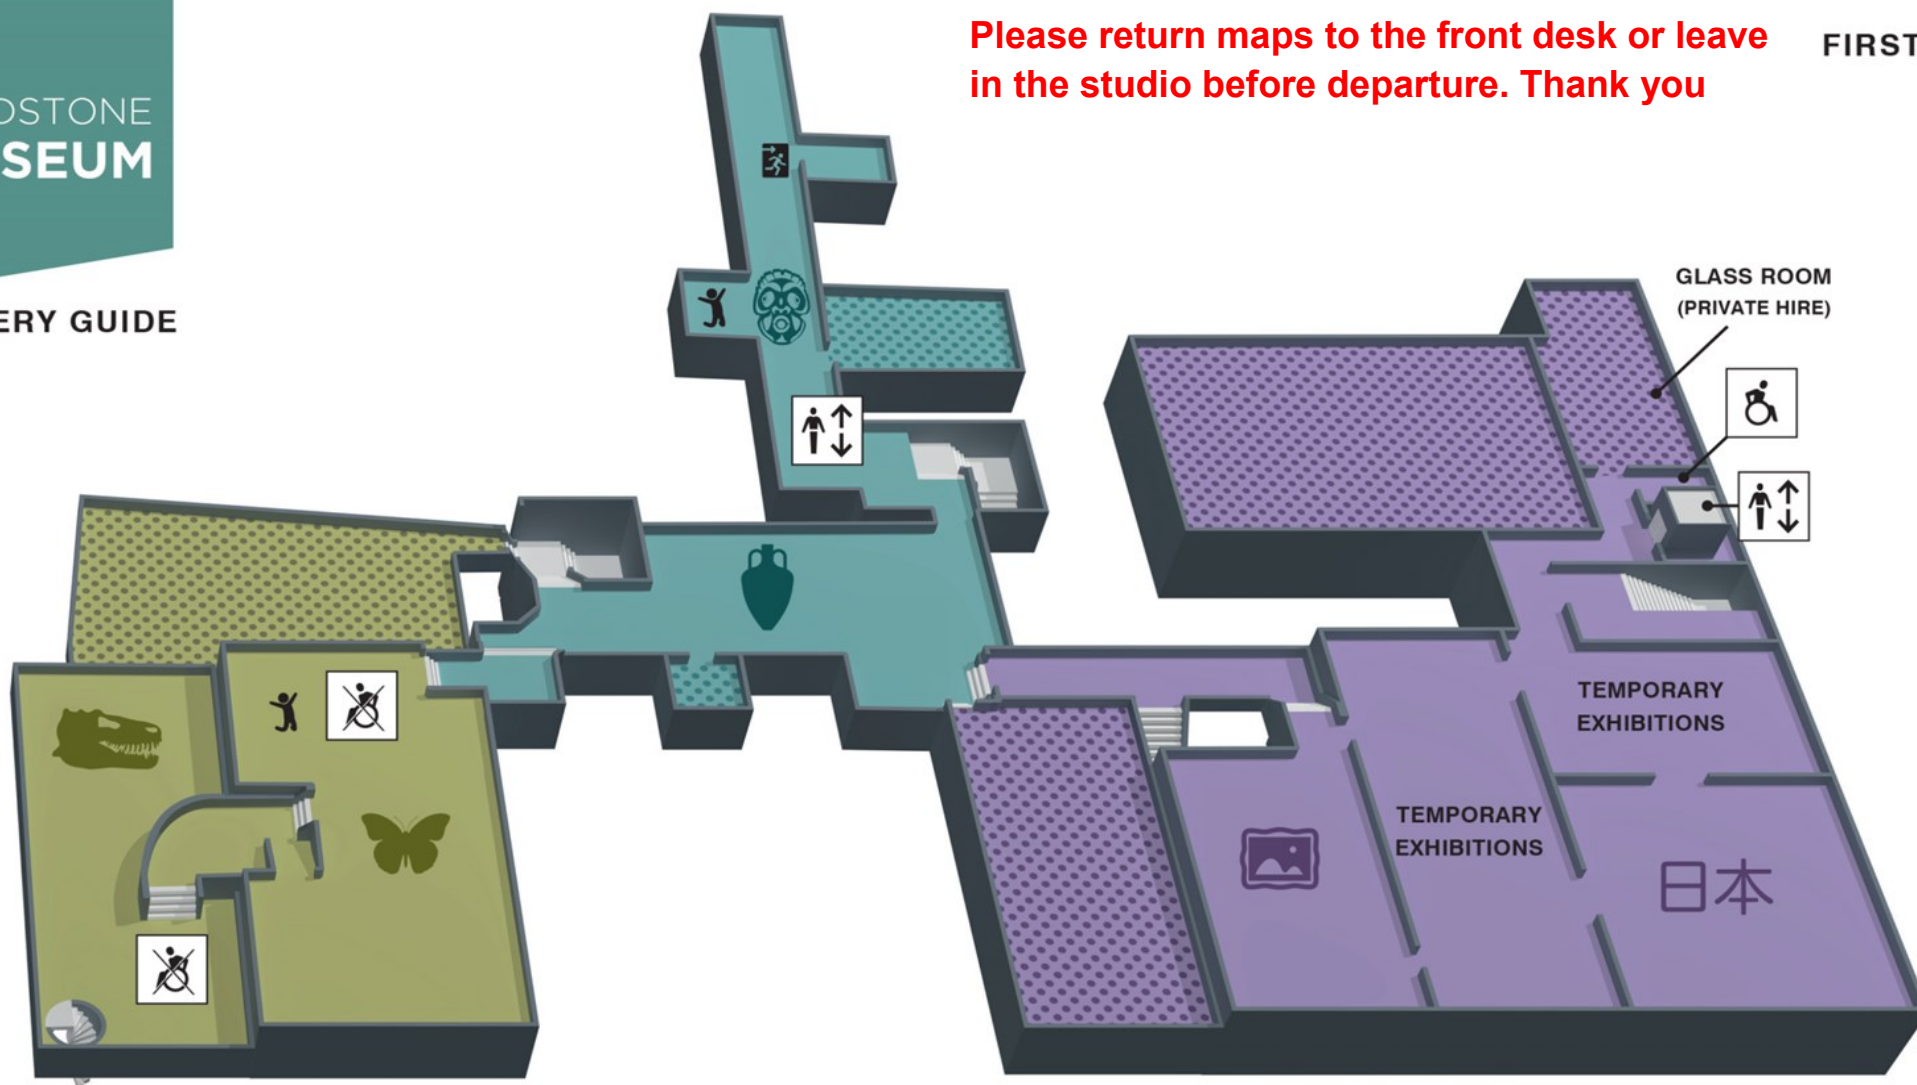 Please return maps to the front desk or leave
in the studio before departure. Thank you
FIRST
DSTONE
SEUM
ERY GUIDE
GLASS ROOM
(PRIVATE HIRE)
TEMPORARY
EXHIBITIONS
TEMPORARY
EXHIBITIONS
日本